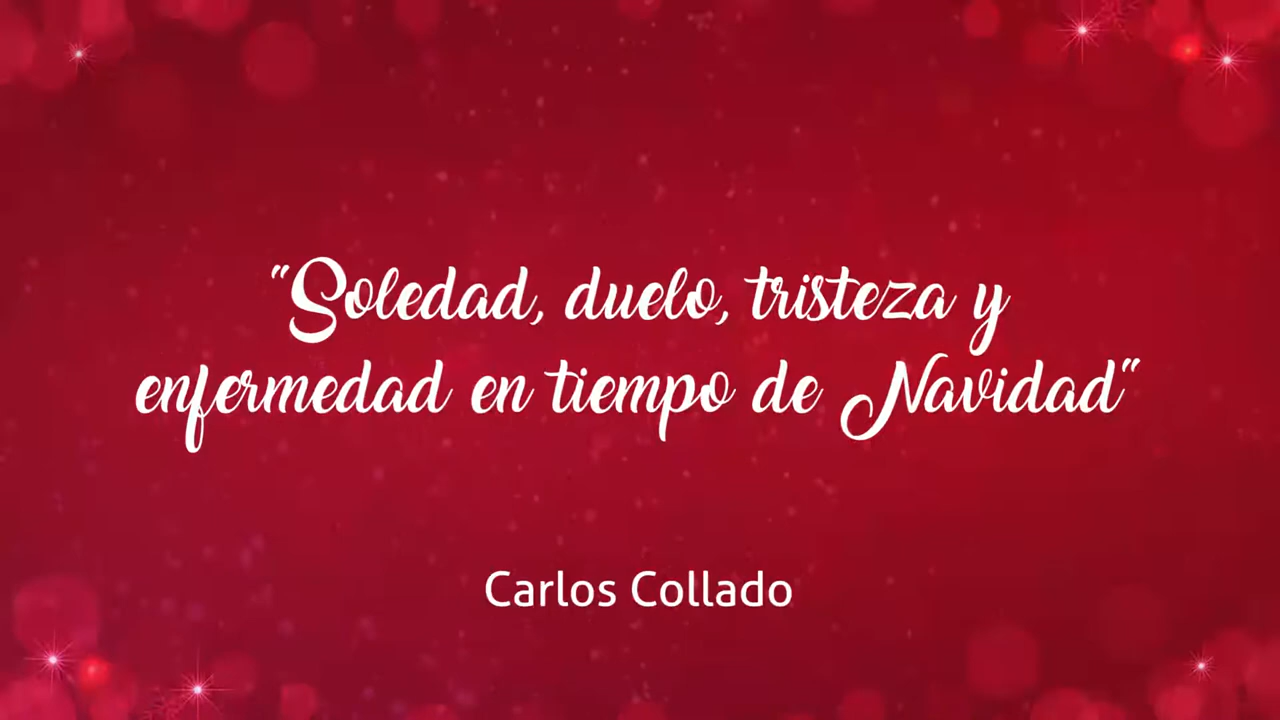 "Soledad, duelo, tristeza y
enfermedad en tiempo de Navidad"
Carlos Collado